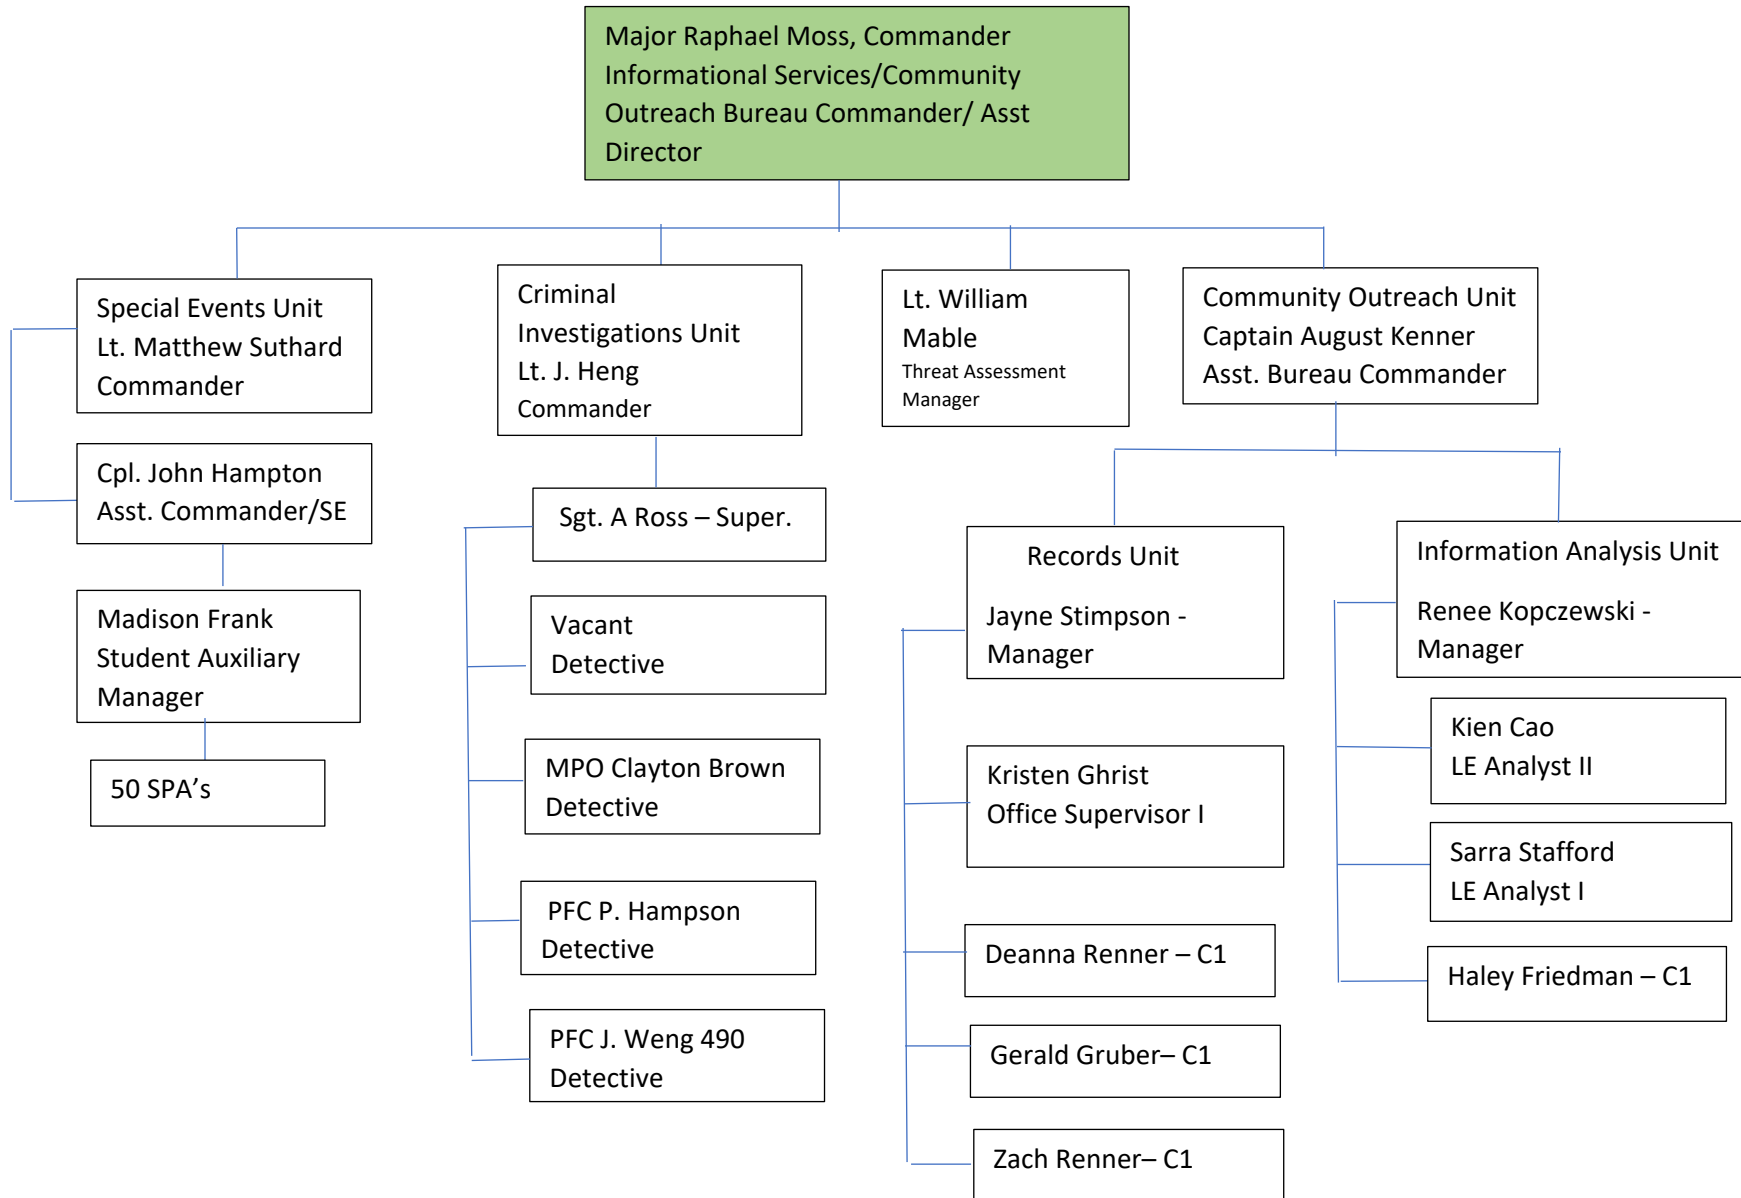 Major Raphael Moss, Commander
Informational Services/Community
Outreach Bureau Commander/ Asst
Director
Special Events Unit
Lt. Matthew Suthard
Commander
Cpl. John Hampton
Asst. Commander/SE
Madison Frank
Student Auxiliary
Manager
50 SPA’s
Criminal
Investigations Unit
Lt. J. Heng
Commander
Sgt. A Ross – Super.
Vacant
Detective
MPO Clayton Brown
Detective
PFC P. Hampson
Detective
PFC J. Weng 490
Detective
Lt. William
Mable
Threat Assessment
Manager
Community Outreach Unit
Captain August Kenner
Asst. Bureau Commander
Records Unit
Jayne Stimpson -
Manager
Kristen Ghrist
Office Supervisor I
Deanna Renner – C1
Gerald Gruber– C1
Zach Renner– C1
Information Analysis Unit
Renee Kopczewski -
Manager
Kien Cao
LE Analyst II
Sarra Stafford
LE Analyst I
Haley Friedman – C1